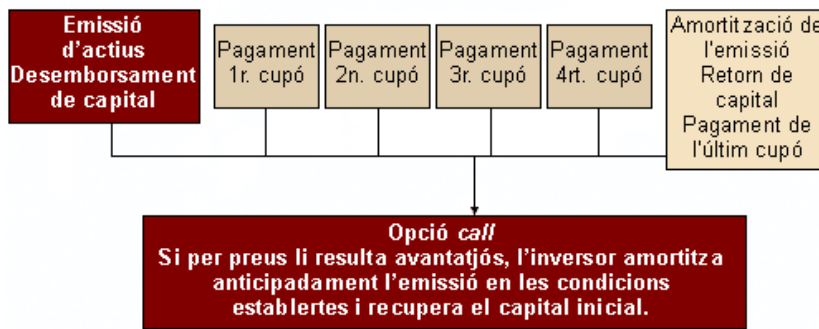 Emissió
d'actius
Desemborsament
de capital
Pagament
1r. cupó
Pagament
2n. cupó
Pagament
3r. cupó
Pagament
4rt. cupó
Amortització de
l'emissió
Retorn de
capital
Pagament de
l'últim cupó
Opció call
Si per preus li resulta avantatjós, l'inversor amortitza
anticipadament l'emissió en les condicions
establertes i recupera el capital inicial.